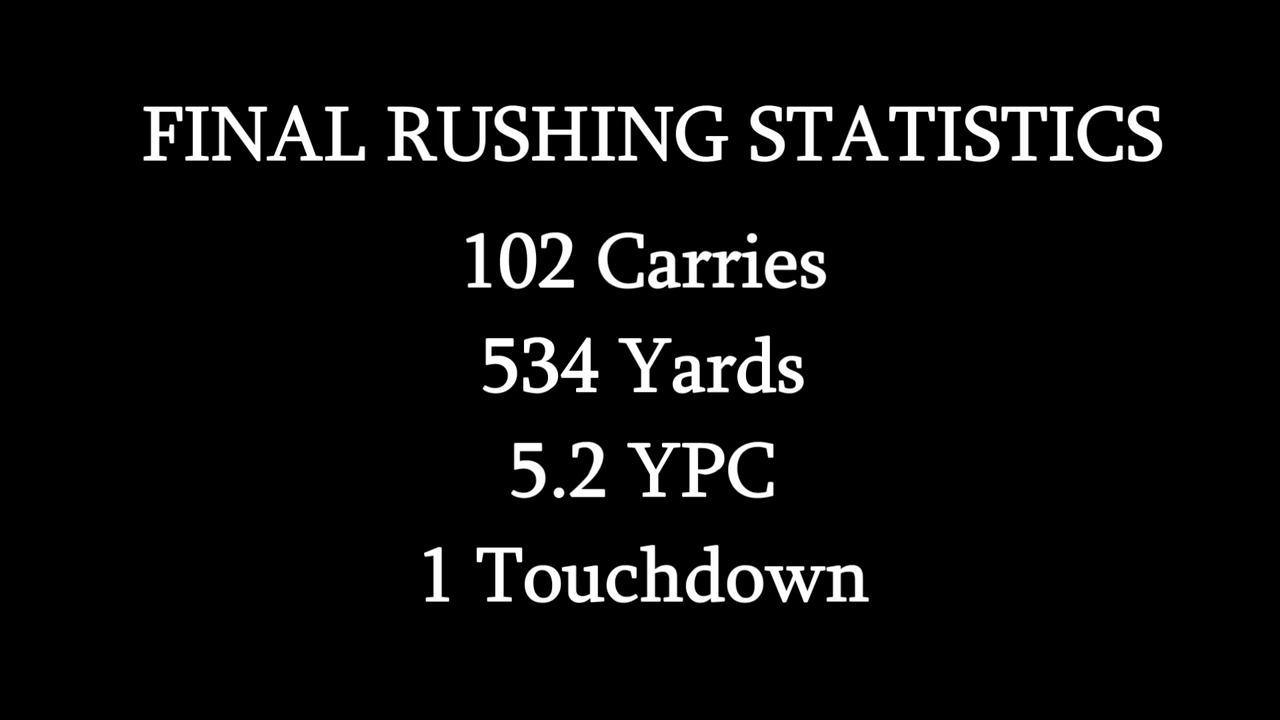 FINAL RUSHING STATISTICS
102 Carries
534 Yards
5.2 YPC
1 Touchdown